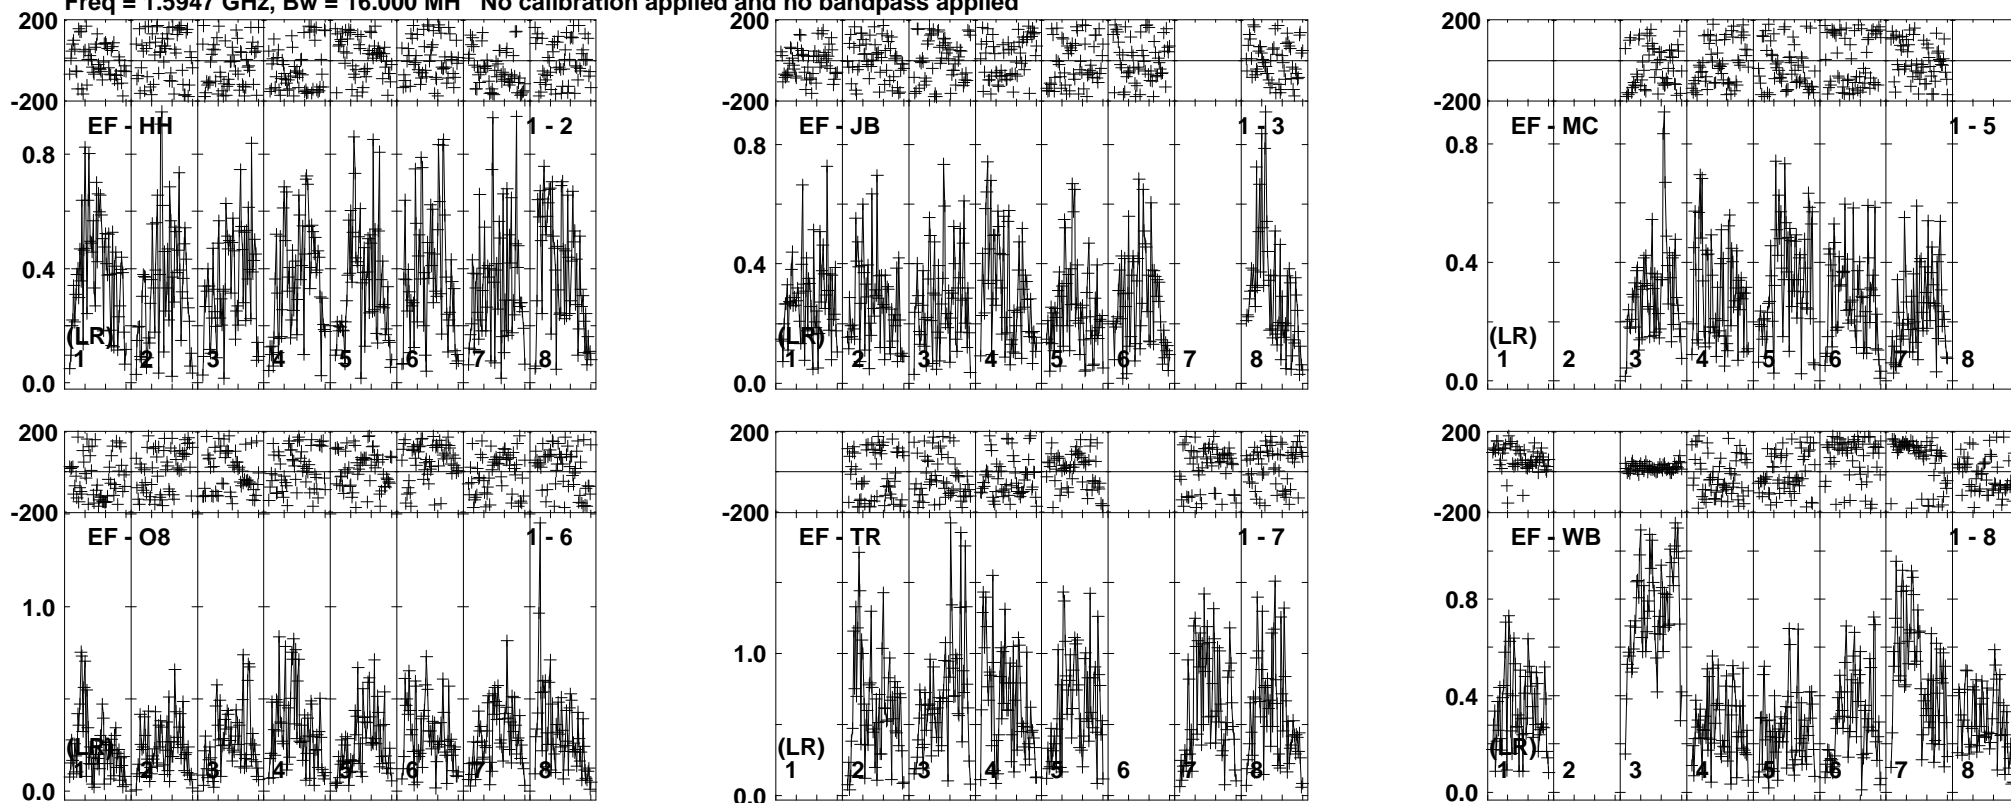 Freq = 1.5947 GHz, Bw = 16.000 MH No calibration applied and no bandpass applied
200
-200
EF - HH 1 - 2
0.8
0.4
(LR)
1 2 3 4 5 6 7 8
0.0
200
-200
EF - JB 1 - 3
0.8
0.4
(LR)
1 2 3 4 5 6 7 8
0.0
200
-200
EF - MC 1 - 5
0.8
0.4
(LR)
1 2 3 4 5 6 7 8
0.0
200
-200
EF - O8 1 - 6
1.0
(LR)
1 2 3 4 5 6 7 8
0.0
200
-200
EF - TR 1 - 7
1.0
(LR)
1 2 3 4 5 6 7 8
0.0
200
-200
EF - WB 1 - 8
0.8
0.4
(LR)
1 2 3 4 5 6 7 8
0.0